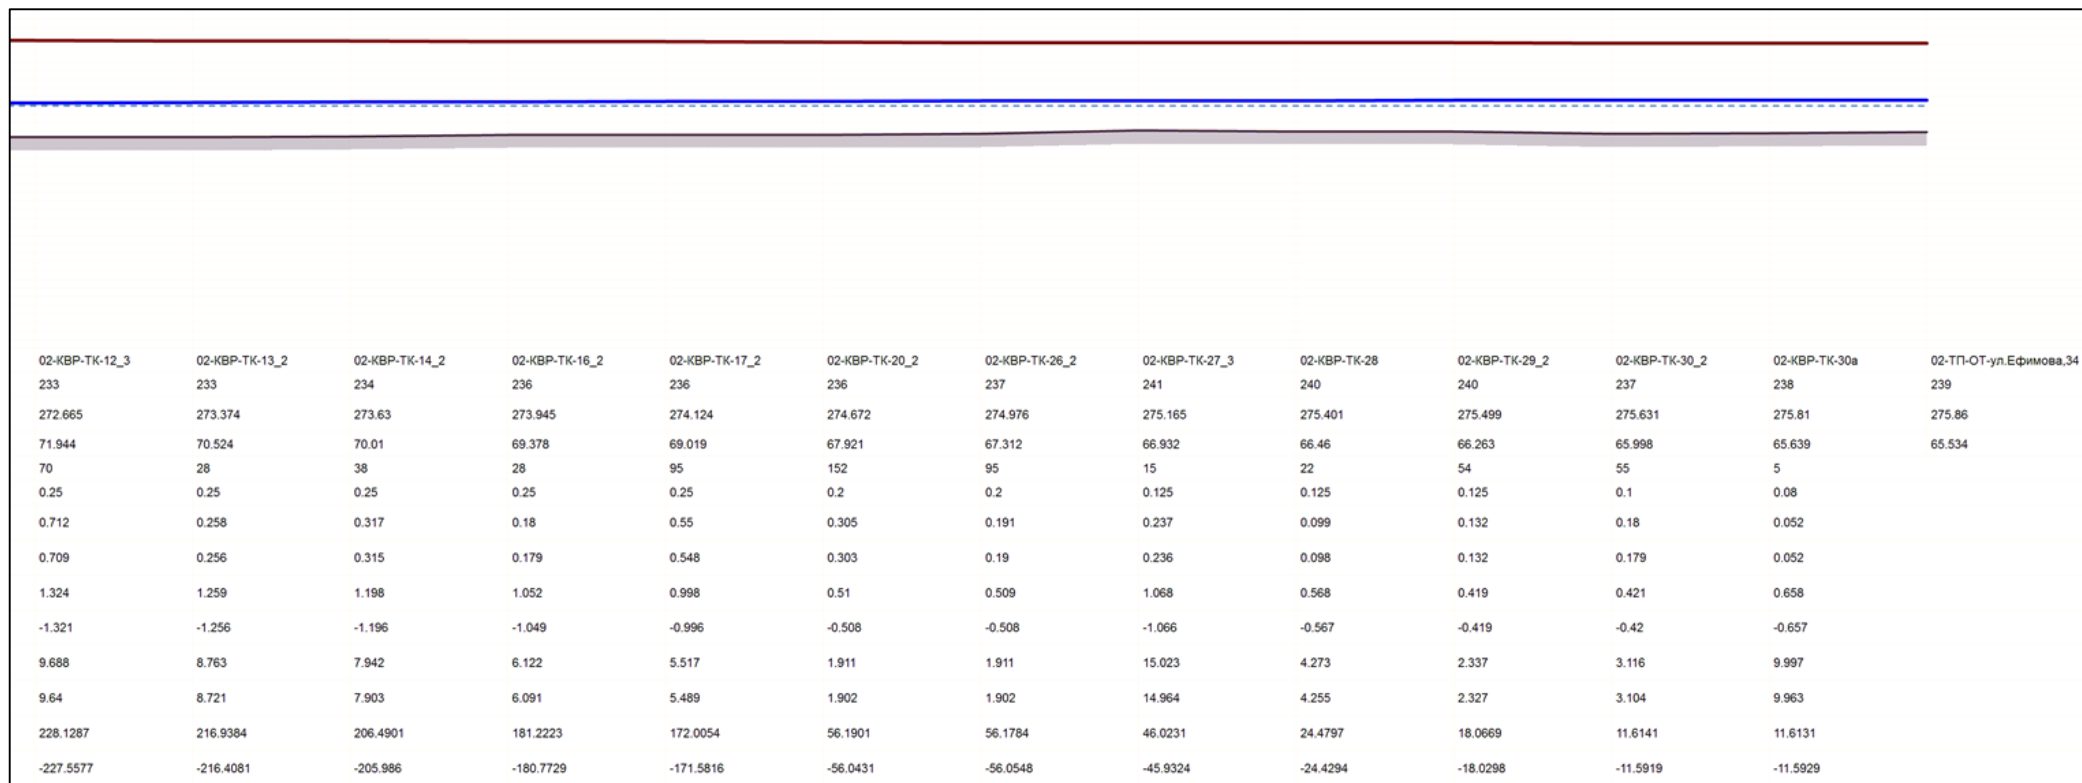 02-КВР-ТК-12_3 02-КВР-ТК-13_2 02-КВР-ТК-14_2 02-КВР-ТК-16_2 02-КВР-ТК-17_2 02-КВР-ТК-20_2 02-КВР-ТК-26_2 02-КВР-ТК-27_3 02-КВР-ТК-28 02-КВР-ТК-29_2 02-КВР-ТК-30_2 02-КВР-ТК-30а 02-ТП-ОТ-ул.Ефимова,34
233 233 234 236 236 236 237 241 240 240 237 238 239
272.665 273.374 273.63 273.945 274.124 274.672 274.976 275.165 275.401 275.499 275.631 275.81 275.86
71.944 70.524 70.01 69.378 69.019 67.921 67.312 66.932 66.46 66.263 65.998 65.639 65.534
70 28 38 28 95 152 95 15 22 54 55 5
0.25 0.25 0.25 0.25 0.25 0.2 0.2 0.125 0.125 0.125 0.1 0.08
0.712 0.258 0.317 0.18 0.55 0.305 0.191 0.237 0.099 0.132 0.18 0.052
0.709 0.256 0.315 0.179 0.548 0.303 0.19 0.236 0.098 0.132 0.179 0.052
1.324 1.259 1.198 1.052 0.998 0.51 0.509 1.068 0.568 0.419 0.421 0.658
-1.321 -1.256 -1.196 -1.049 -0.996 -0.508 -0.508 -1.066 -0.567 -0.419 -0.42 -0.657
9.688 8.763 7.942 6.122 5.517 1.911 1.911 15.023 4.273 2.337 3.116 9.997
9.64 8.721 7.903 6.091 5.489 1.902 1.902 14.964 4.255 2.327 3.104 9.963
228.1287 216.9384 206.4901 181.2223 172.0054 56.1901 56.1784 46.0231 24.4797 18.0669 11.6141 11.6131
-227.5577 -216.4081 -205.986 -180.7729 -171.5816 -56.0431 -56.0548 -45.9324 -24.4294 -18.0298 -11.5919 -11.5929